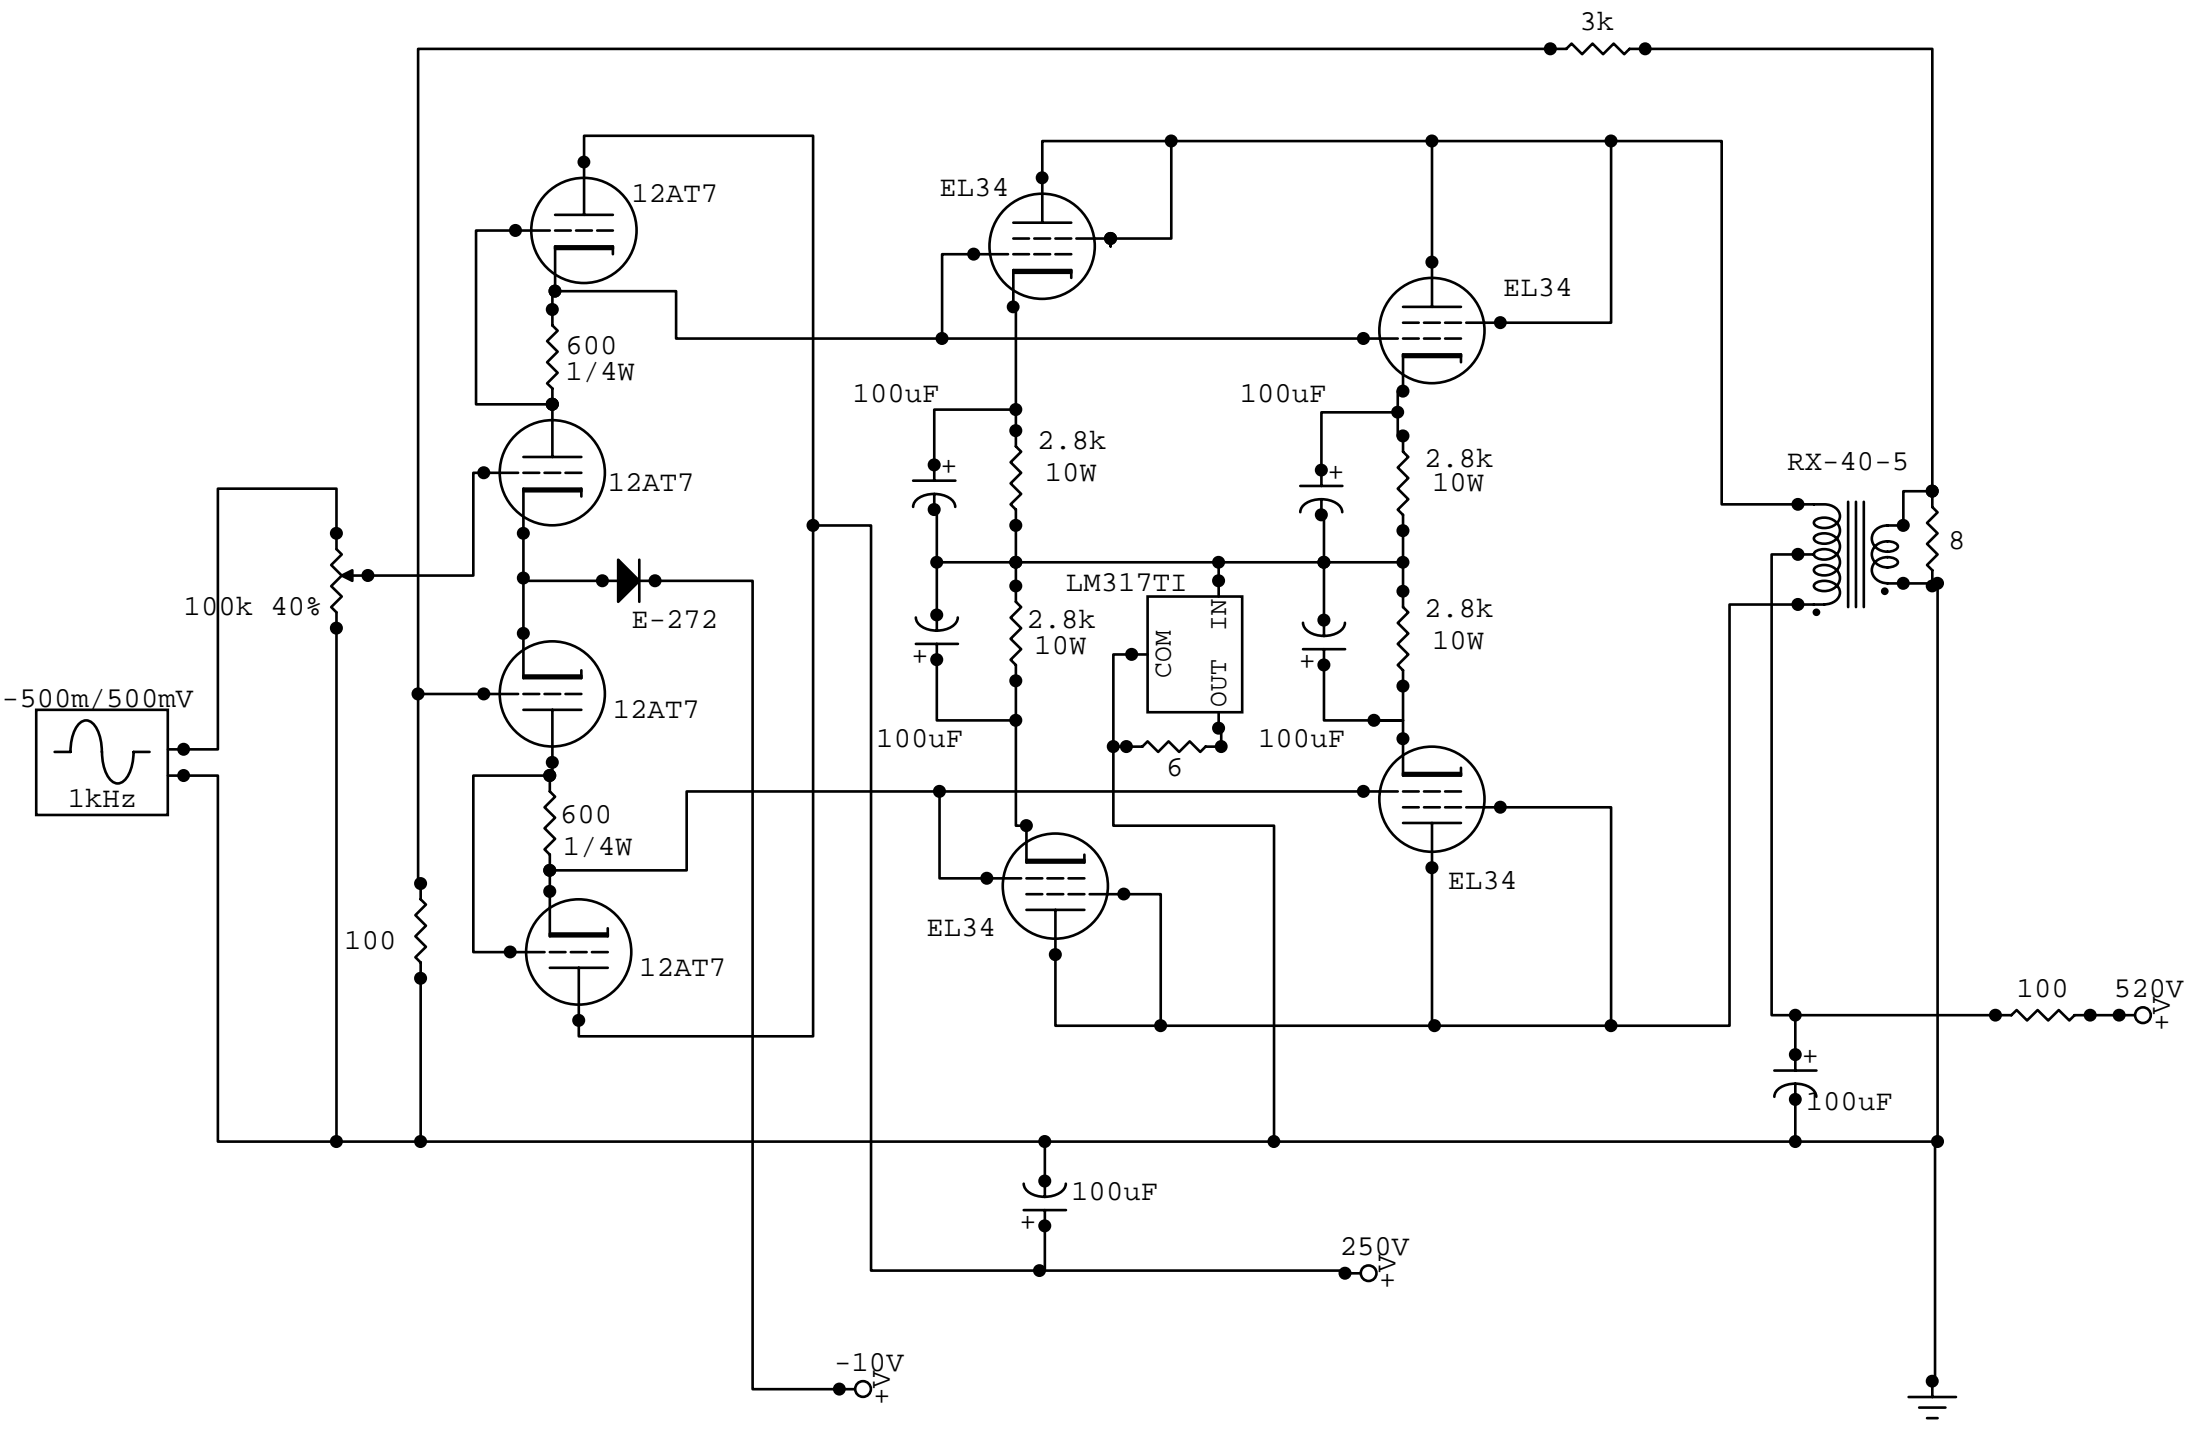 3k
12AT7
EL34
EL34
600
1/4W
100uF
100uF
2.8k
10W
2.8k
10W
RX-40-5
12AT7
8
LM317TI
100k 40%
E-272
IN
COM
OUT
2.8k
10W
2.8k
10W
-500m/500mV
12AT7
100uF
100uF
6
1kHz
600
1/4W
EL34
EL34
100
12AT7
100
520V
+V
100uF
100uF
250V
+V
-10V
+V